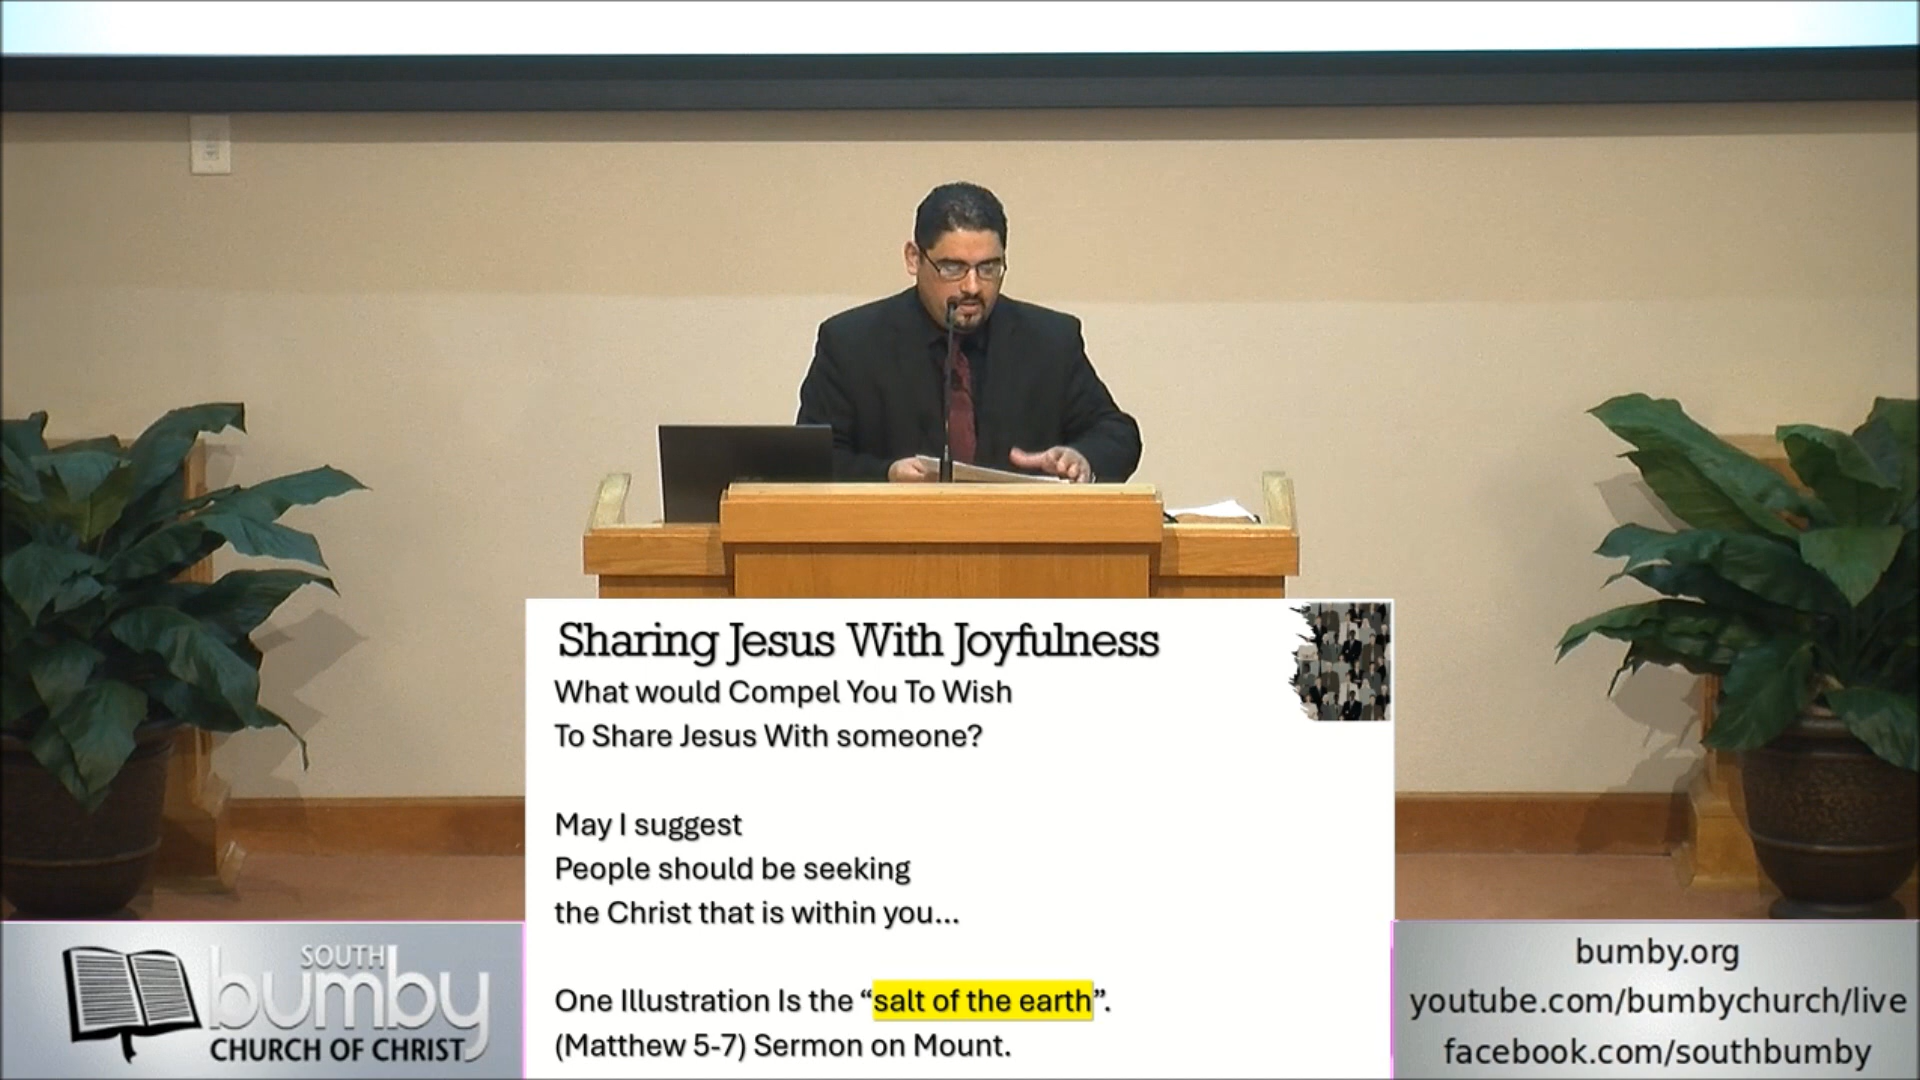 Sharing Jesus With Joyfulness
What would Compel You To Wish
To Share Jesus With someone?
May I suggest
People should be seeking
the Christ that is within you...
One Illustration Is the “salt of the earth”.
(Matthew 5-7) Sermon on Mount.
SOUTH
bumby
CHURCH OF CHRIST
bumby.org
youtube.com/bumbychurch/live
facebook.com/southbumby